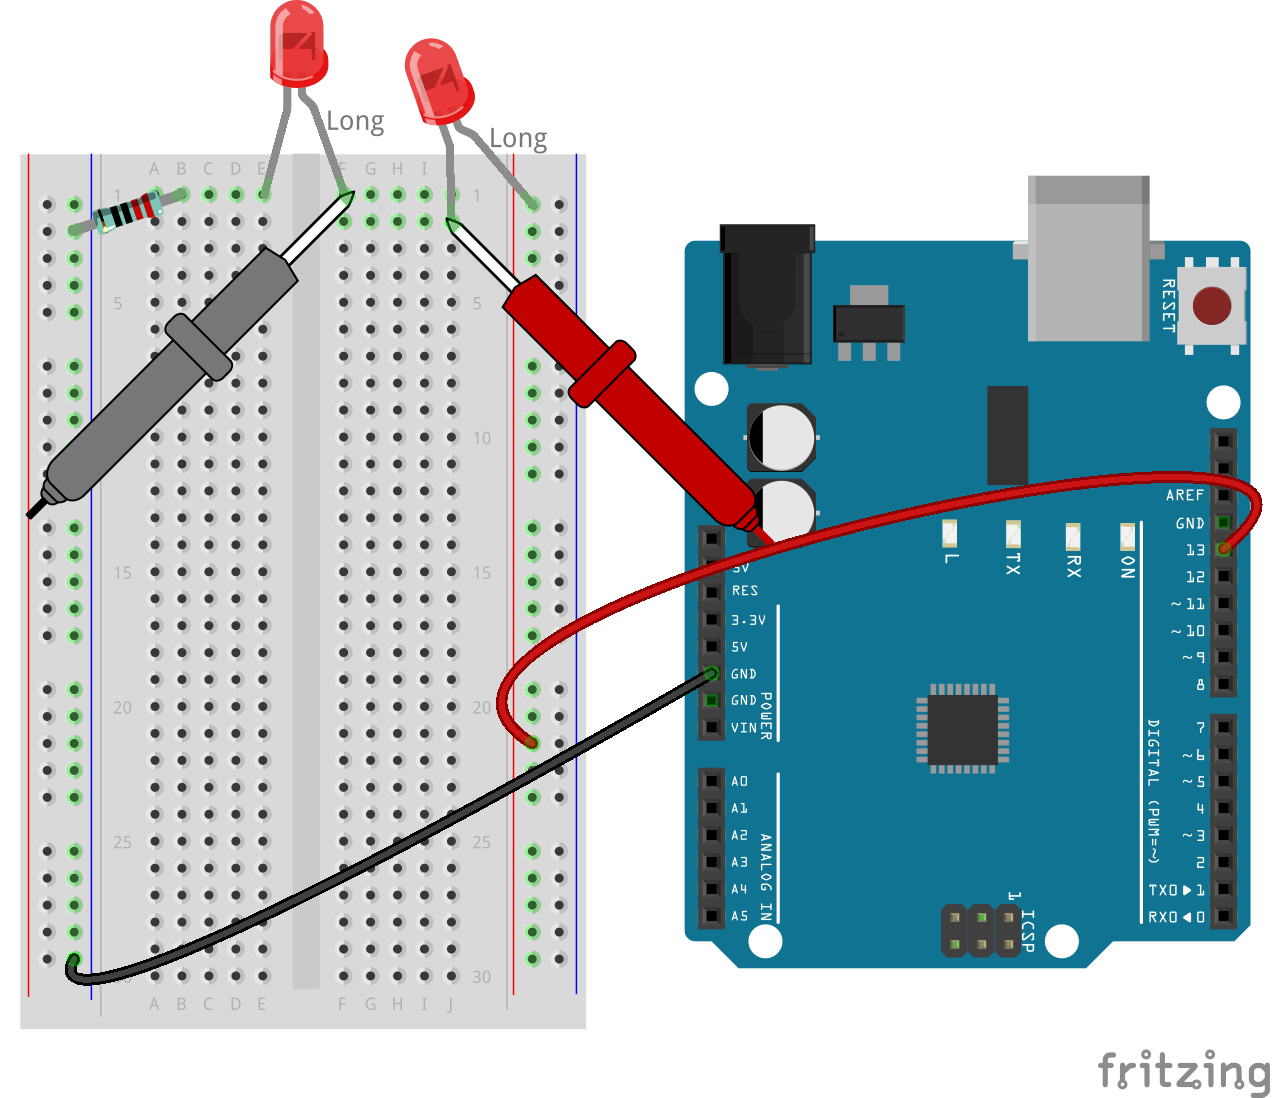 Long
Long
A B C D E F G H I
1 1
5 5
10
15 15
20 20
25 25
30
A B C D E F G H I J
RESET
AREF
GND
13
12
~11
~10
~9
8
7
~6
~5
4
~3
2
TX0▶1
RX0◀0
L
TX
RX
ON
5V
RES
3.3V
5V
GND
GND
VIN
POWER
A0
A1
A2
A3
A4
A5
ANALOG IN
DIGITAL (PWM=~)
1
ICSP
fritzing